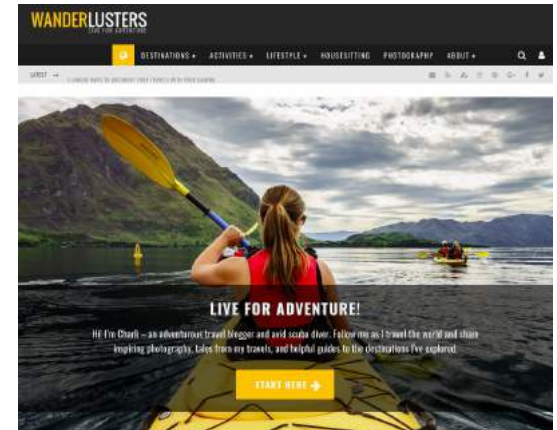 WANDERLUSTERS
LIVE FOR ADVENTURE
DESTINATIONS + ACTIVITIES + LIFESTYLE + HOUSESITTING PHOTOGRAPHY ABOUT +
LATEST →
LIVE FOR ADVENTURE!
Hi I'm Charli – an adventurous travel blogger and avid scuba diver. Follow me as I travel the world and share
inspiring photography, tales from my travels, and helpful guides to the destinations I've explored.
START HERE →